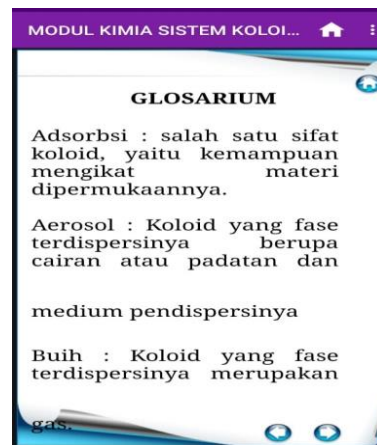 MODUL KIMIA SISTEM KOLOI...
GLOSARIUM
Adsorbsi : salah satu sifat
koloid, yaitu kemampuan
mengikat materi
dipermukaannya.
Aerosol : Koloid yang fase
terdispersinya berupa
cairan atau padatan dan
medium pendispersinya
Buih : Koloid yang fase
terdispersinya merupakan
gas.